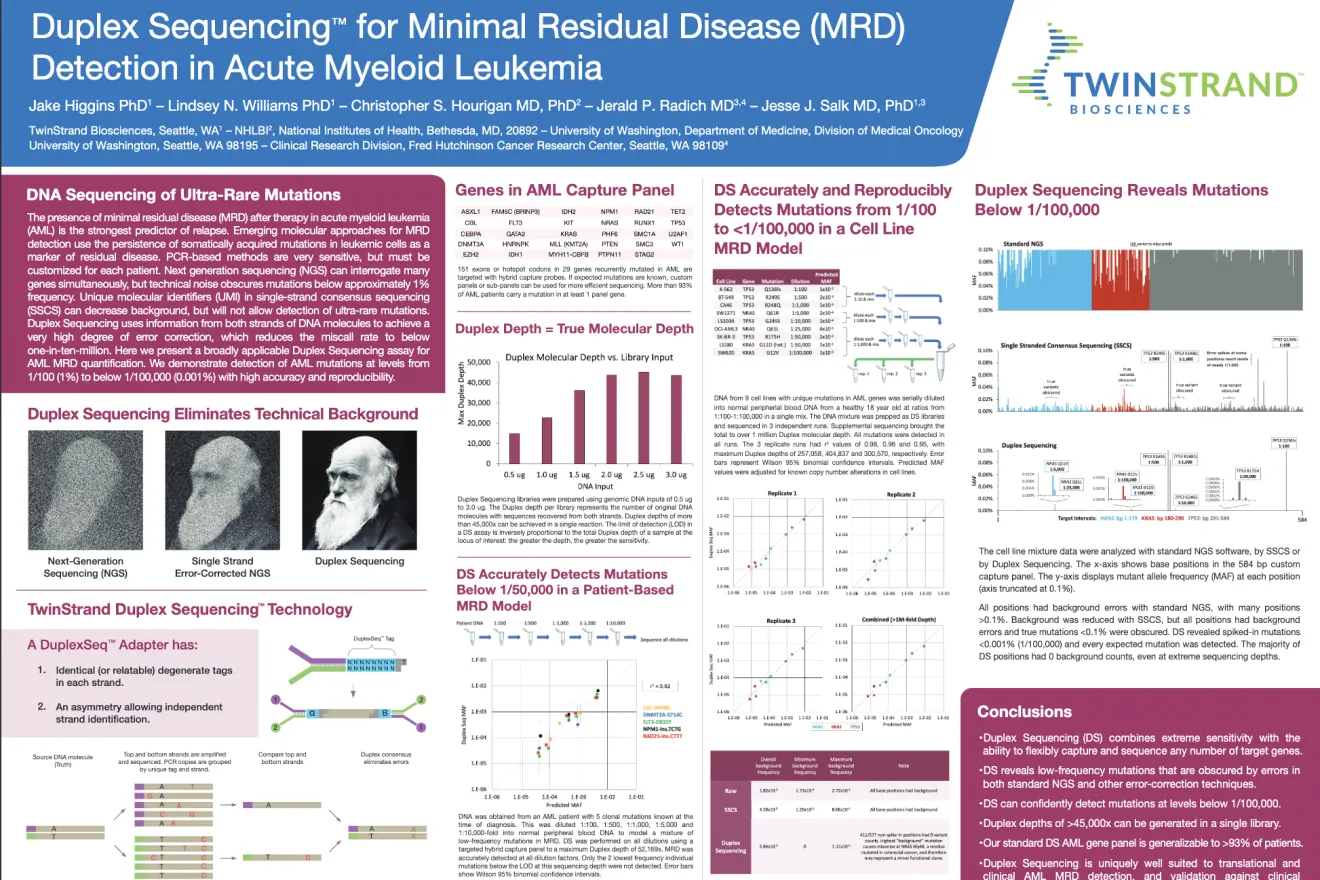 Duplex Sequencing™ for Minimal Residual Disease (MRD)
Detection in Acute Myeloid Leukemia
Jake Higgins PhD¹ – Lindsey N. Williams PhD¹ – Christopher S. Hourigan MD, PhD² – Jerald P. Radich MD³,⁴ – Jesse J. Salk MD, PhD¹,³
TwinStrand Biosciences, Seattle, WA¹ – NHLBI², National Institutes of Health, Bethesda, MD, 20892 – University of Washington, Department of Medicine, Division of Medical Oncology
University of Washington, Seattle, WA 98195 – Clinical Research Division, Fred Hutchinson Cancer Research Center, Seattle, WA 98109⁴
TWINSTRAND™
BIOSCIENCES
DNA Sequencing of Ultra-Rare Mutations
The presence of minimal residual disease (MRD) after therapy in acute myeloid leukemia
(AML) is the strongest predictor of relapse. Emerging molecular approaches for MRD
detection use the persistence of somatically acquired mutations in leukemic cells as a
marker of residual disease. PCR-based methods are very sensitive, but must be
customized for each patient. Next generation sequencing (NGS) can interrogate many
genes simultaneously, but technical noise obscures mutations below approximately 1%
frequency. Unique molecular identifiers (UMI) in single-strand consensus sequencing
(SSCS) can decrease background, but will not allow detection of ultra-rare mutations.
Duplex Sequencing uses information from both strands of DNA molecules to achieve a
very high degree of error correction, which reduces the miscall rate to below
one-in-ten-million. Here we present a broadly applicable Duplex Sequencing assay for
AML MRD quantification. We demonstrate detection of AML mutations at levels from
1/100 (1%) to below 1/100,000 (0.001%) with high accuracy and reproducibility.
Duplex Sequencing Eliminates Technical Background
Next-Generation
Sequencing (NGS)
Single Strand
Error-Corrected NGS
Duplex Sequencing
TwinStrand Duplex Sequencing™ Technology
A DuplexSeq™ Adapter has:
1. Identical (or relatable) degenerate tags
in each strand.
2. An asymmetry allowing independent
strand identification.
DuplexSeq™ Tag
NNNNNNNN T
NNNNNNNN
1 2
α B
2 1
Source DNA molecule
(Truth)
Top and bottom strands are amplified
and sequenced. PCR copies are grouped
by unique tag and strand.
Compare top and
bottom strands
Duplex consensus
eliminates errors
Genes in AML Capture Panel
ASXL1 FAM5C (BRINP3) IDH2 NPM1 RAD21 TET2
CBL FLT3 KIT NRAS RUNX1 TP53
CEBPA GATA2 KRAS PHF6 SMC1A U2AF1
DNMT3A HNRNPK MLL (KMT2A) PTEN SMC3 WT1
EZH2 IDH1 MYH11-CBFB PTPN11 STAG2
151 exons or hotspot codons in 29 genes recurrently mutated in AML are
targeted with hybrid capture probes. If expected mutations are known, custom
panels or sub-panels can be used for more efficient sequencing. More than 93%
of AML patients carry a mutation in at least 1 panel gene.
Duplex Depth = True Molecular Depth
Duplex Molecular Depth vs. Library Input
Max Duplex Depth
50,000
40,000
30,000
20,000
10,000
0
0.5 ug 1.0 ug 1.5 ug 2.0 ug 2.5 ug 3.0 ug
DNA Input
Duplex Sequencing libraries were prepared using genomic DNA inputs of 0.5 ug
to 3.0 ug. The Duplex depth per library represents the number of original DNA
molecules with sequences recovered from both strands. Duplex depths of more
than 45,000x can be achieved in a single reaction. The limit of detection (LOD) in
a DS assay is inversely proportional to the total Duplex depth of a sample at the
locus of interest: the greater the depth, the greater the sensitivity.
DS Accurately Detects Mutations
Below 1/50,000 in a Patient-Based
MRD Model
Patient DNA 1:100 1:500 1:1,000 1:5,000 1:10,000
Sequence all dilutions
r² = 0.92
DNMT3A-S714C
FLT3-D835Y
NPM1-ins.TCTG
RAD21-ins.CTTT
Duplex Seq MAF
1.E-01
1.E-02
1.E-03
1.E-04
1.E-05
1.E-06
1.E-06 1.E-05 1.E-04 1.E-03 1.E-02 1.E-01
Predicted MAF
DNA was obtained from an AML patient with 5 clonal mutations known at the
time of diagnosis. This was diluted 1:100, 1:500, 1:1,000, 1:5,000 and
1:10,000-fold into normal peripheral blood DNA to model a mixture of
low-frequency mutations in MRD. DS was performed on all dilutions using a
targeted hybrid capture panel to a maximum Duplex Depth of 52,169x. MRD was
accurately detected at all dilution factors. Only the 2 lowest frequency individual
mutations below the LOD at this sequencing depth were not detected. Error bars
show Wilson 95% binomial confidence intervals.
DS Accurately and Reproducibly
Detects Mutations from 1/100
to <1/100,000 in a Cell Line
MRD Model
Cell Line Gene Mutation Dilution Predicted MAF
K-562 TP53 Q136fs 1:100
BT-549 TP53 R249S 1:500
CA46 TP53 R248Q 1:1,000
SW1271 NRAS Q61R 1:5,000
LS1034 TP53 G245S 1:10,000
OCI-AML3 NRAS Q61L 1:25,000
SK-BR-3 TP53 R175H 1:50,000
LS180 KRAS G12D (het.) 1:50,000
SW620 KRAS G12V 1:100,000
rep. 1 rep. 2 rep. 3
DNA from 9 cell lines with unique mutations in AML genes was serially diluted
into normal peripheral blood DNA from a healthy 18 year old at ratios from
1:100-1:100,000 in a single mix. The DNA mixture was prepped as DS libraries
and sequenced in 3 independent runs. Supplemental sequencing brought the
total to over 1 million Duplex molecular depth. All mutations were detected in
all runs. The 3 replicate runs had r² values of 0.98, 0.96 and 0.95, with
maximum Duplex depths of 257,058, 404,837 and 300,570, respectively. Error
bars represent Wilson 95% binomial confidence intervals. Predicted MAF
values were adjusted for known copy number alterations in cell lines.
Replicate 1
Replicate 2
Replicate 3
Combined (>1M-fold Depth)
Predicted MAF
Overall background frequency
Minimum background frequency
Maximum background frequency
Note
Raw All base positions had background
SSCS All base positions had background
Duplex Sequencing
Duplex Sequencing Reveals Mutations
Below 1/100,000
Standard NGS
Single Stranded Consensus Sequence (SSCS)
Duplex Sequencing
MAF
0.10%
0.08%
0.06%
0.04%
0.02%
0.00%
true variants obscured
true variant obscured
1 584
Target Intervals: NRAS: bp 1-179 KRAS: bp 180-290 TP53: bp 291-584
The cell line mixture data were analyzed with standard NGS software, by SSCS or
by Duplex Sequencing. The x-axis shows base positions in the 584 bp custom
capture panel. The y-axis displays mutant allele frequency (MAF) at each position
(axis truncated at 0.1%).
All positions had background errors with standard NGS, with many positions
>0.1%. Background was reduced with SSCS, but all positions had background
errors and true mutations <0.1% were obscured. DS revealed spiked-in mutations
<0.001% (1/100,000) and every expected mutation was detected. The majority of
DS positions had 0 background counts, even at extreme sequencing depths.
Conclusions
•Duplex Sequencing (DS) combines extreme sensitivity with the
ability to flexibly capture and sequence any number of target genes.
•DS reveals low-frequency mutations that are obscured by errors in
both standard NGS and other error-correction techniques.
•DS can confidently detect mutations at levels below 1/100,000.
•Duplex depths of >45,000x can be generated in a single library.
•Our standard DS AML gene panel is generalizable to >93% of patients.
•Duplex Sequencing is uniquely well suited to translational and
clinical AML MRD detection, and validation against clinical